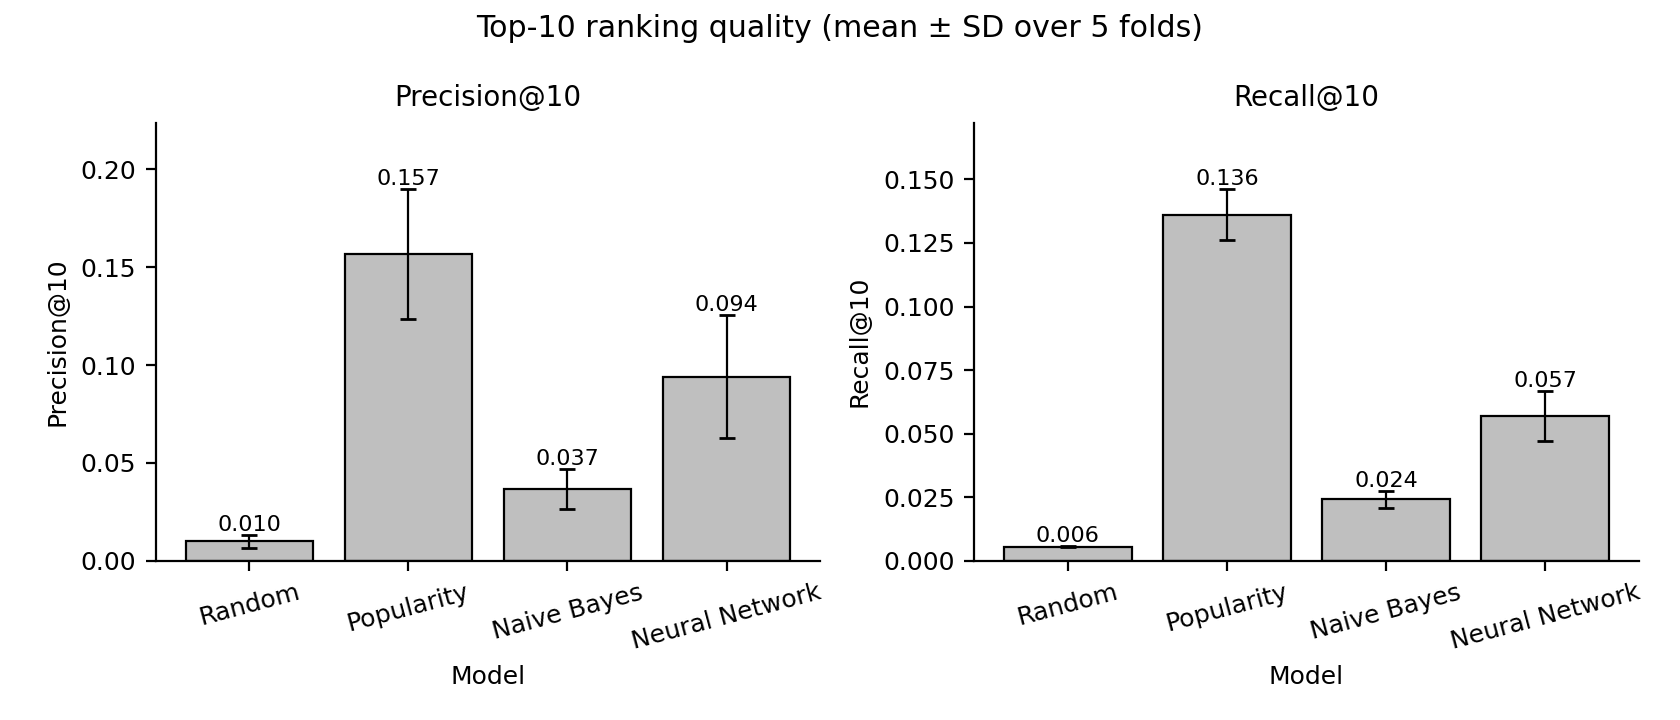 Top-10 ranking quality (mean ± SD over 5 folds)
Precision@10
Precision@10
0.20
0.15
0.10
0.05
0.00
0.010
0.157
0.037
0.094
Random
Popularity
Naive Bayes
Neural Network
Model
Recall@10
Recall@10
0.150
0.125
0.100
0.075
0.050
0.025
0.000
0.006
0.136
0.024
0.057
Random
Popularity
Naive Bayes
Neural Network
Model